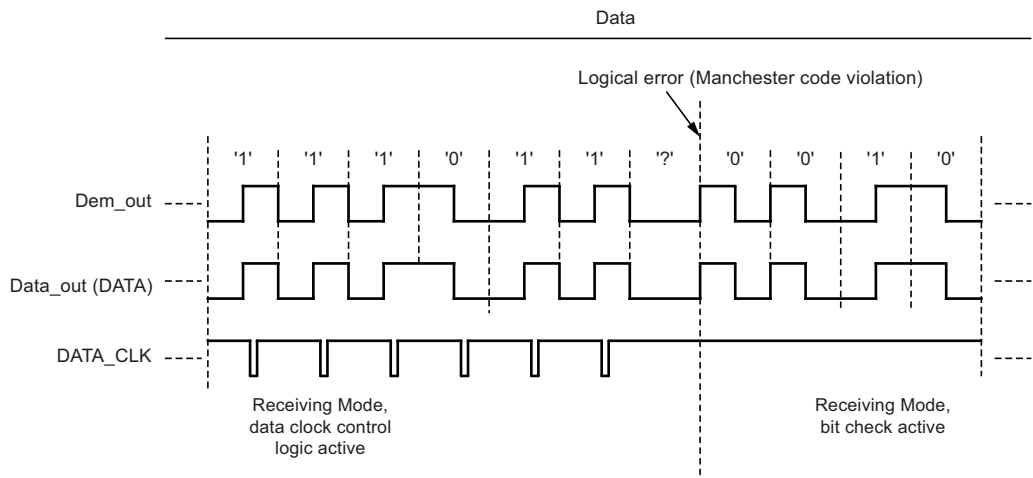 Data
Logical error (Manchester code violation)
'1' '1' '1' '0' '1' '1' '?' '0' '0' '1' '0'
Dem_out
Data_out (DATA)
DATA_CLK
Receiving Mode,
data clock control
logic active
Receiving Mode,
bit check active